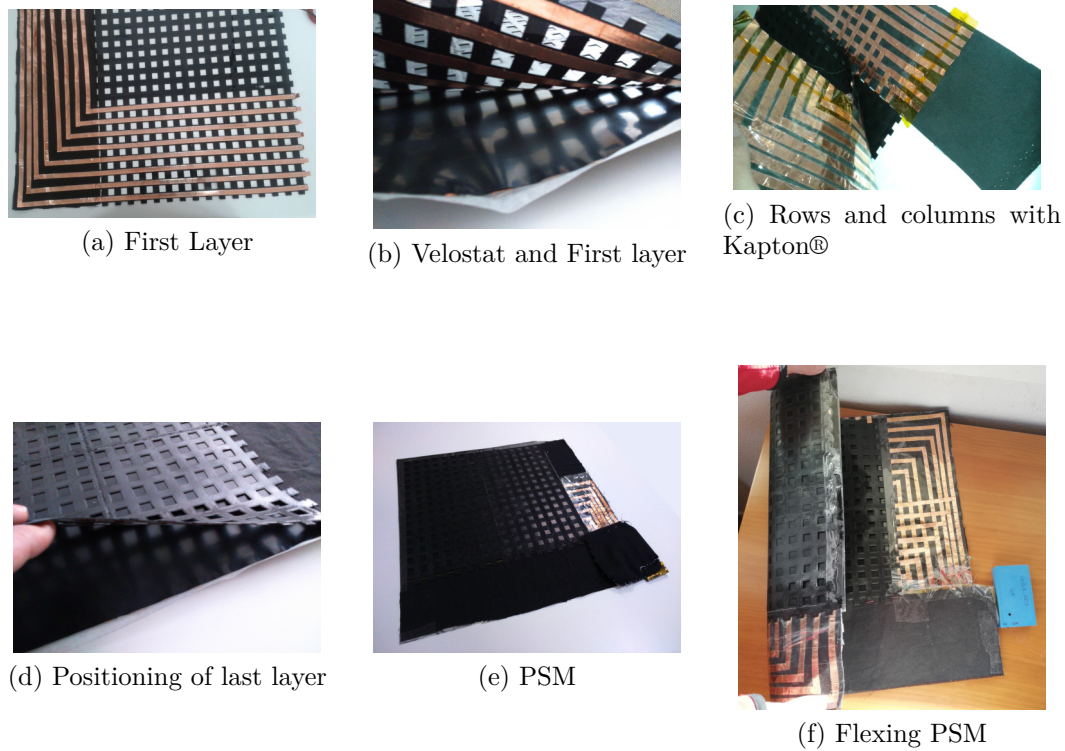 (a) First Layer
(b) Velostat and First layer
(c) Rows and columns with
Kapton®
(d) Positioning of last layer
(e) PSM
(f) Flexing PSM